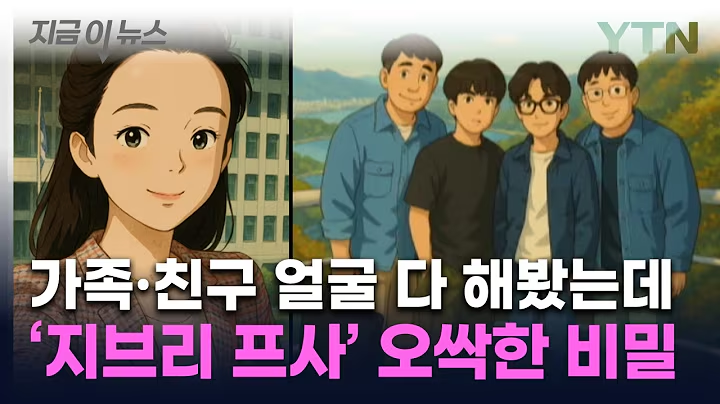 지금 이 뉴스
YTN
가족·친구 얼굴 다 해봤는데
‘지브리 프사’ 오싹한 비밀